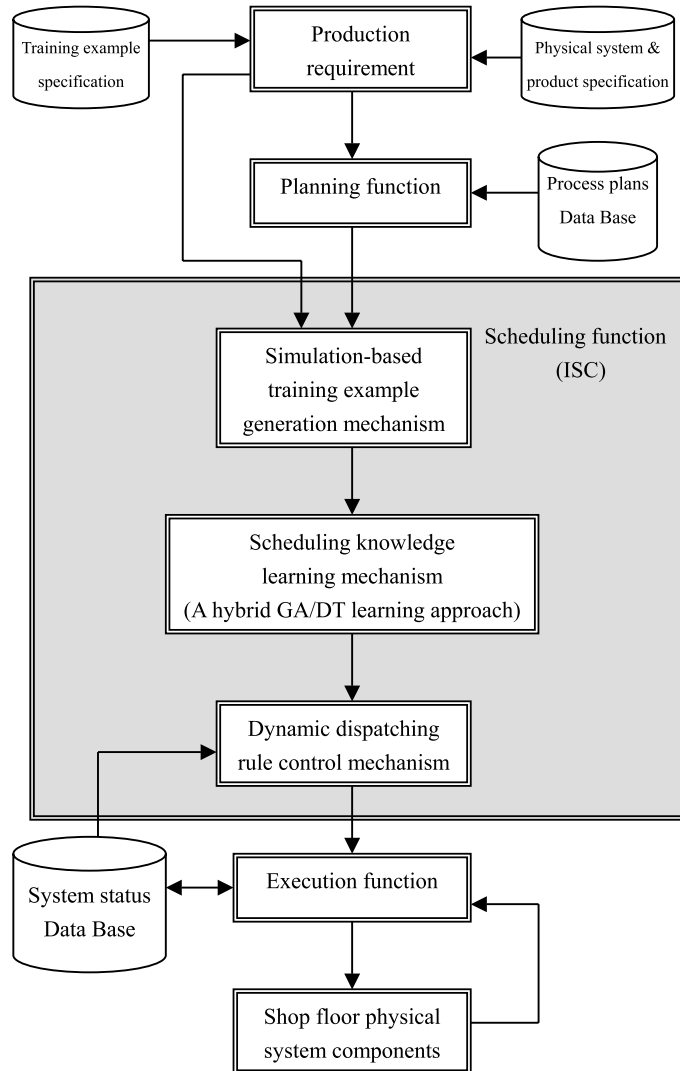 Training example
specification
Production
requirement
Physical system &
product specification
Planning function
Process plans
Data Base
Scheduling function
(ISC)
Simulation-based
training example
generation mechanism
Scheduling knowledge
learning mechanism
(A hybrid GA/DT learning approach)
Dynamic dispatching
rule control mechanism
System status
Data Base
Execution function
Shop floor physical
system components